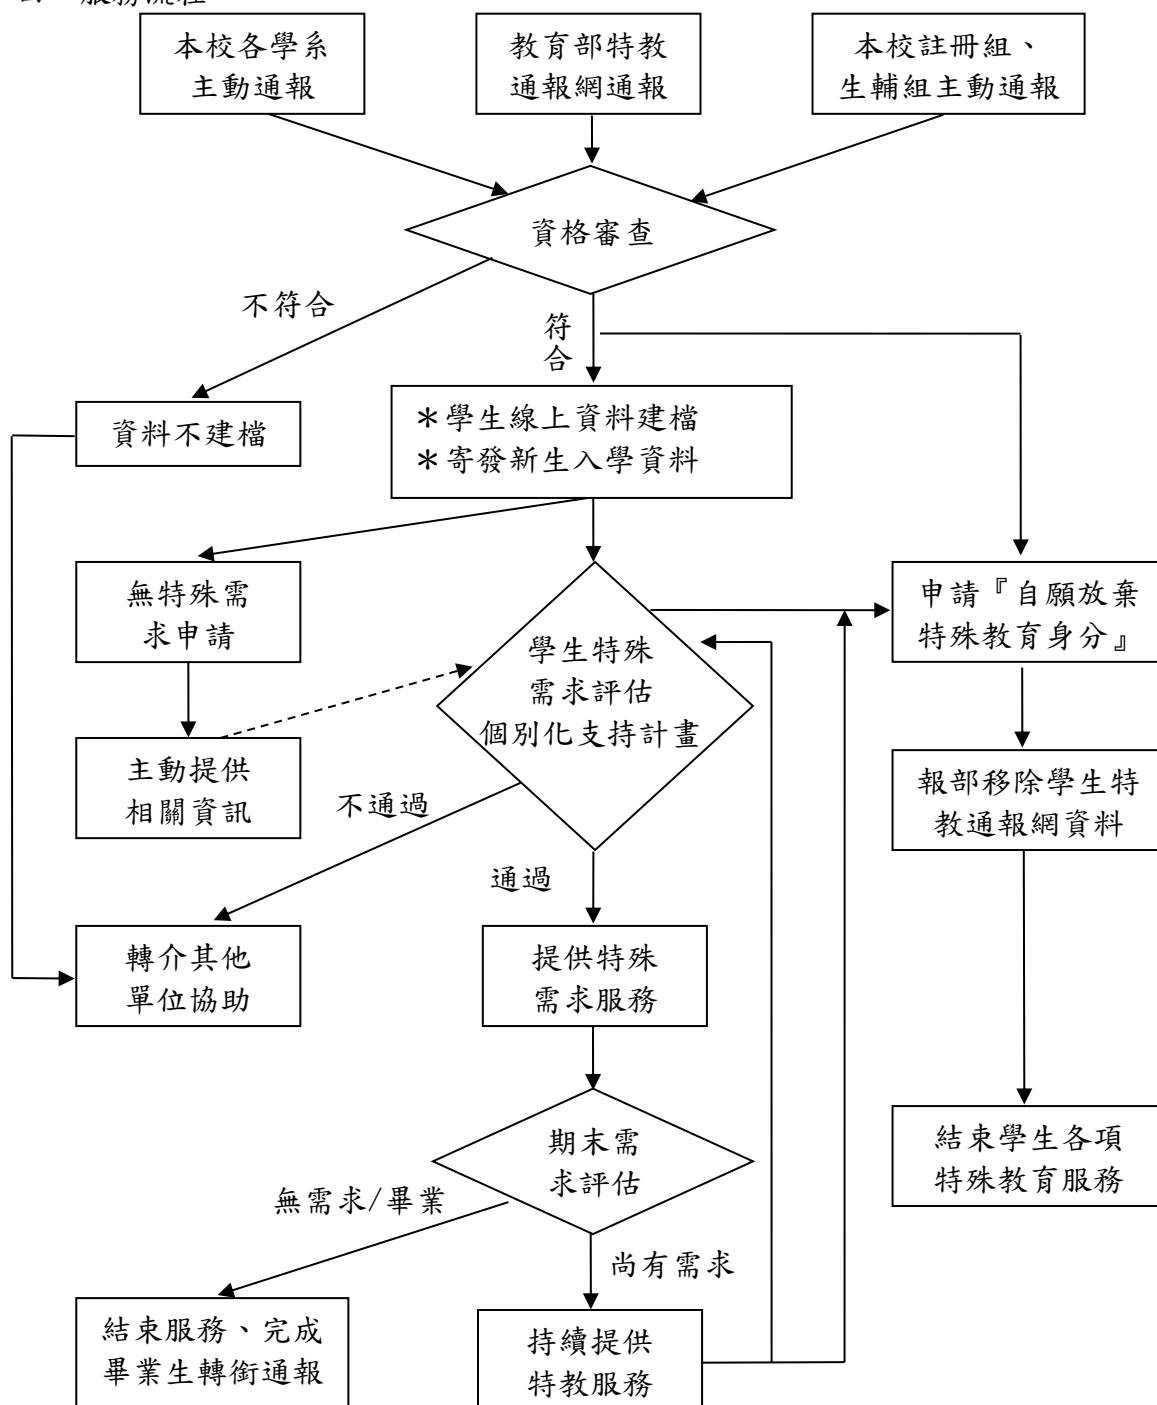 服務流程
本校各學系
主動通報
教育部特教
通報網通報
本校註冊組、
生輔組主動通報
資格審查
不符合
符
合
資料不建檔
＊學生線上資料建檔
＊寄發新生入學資料
無特殊需
求申請
學生特殊
需求評估
個別化支持計畫
申請『自願放棄
特殊教育身分』
主動提供
相關資訊
不通過
報部移除學生特
教通報網資料
通過
轉介其他
單位協助
提供特殊
需求服務
期末需
求評估
結束學生各項
特殊教育服務
無需求/畢業
尚有需求
結束服務、完成
畢業生轉銜通報
持續提供
特教服務